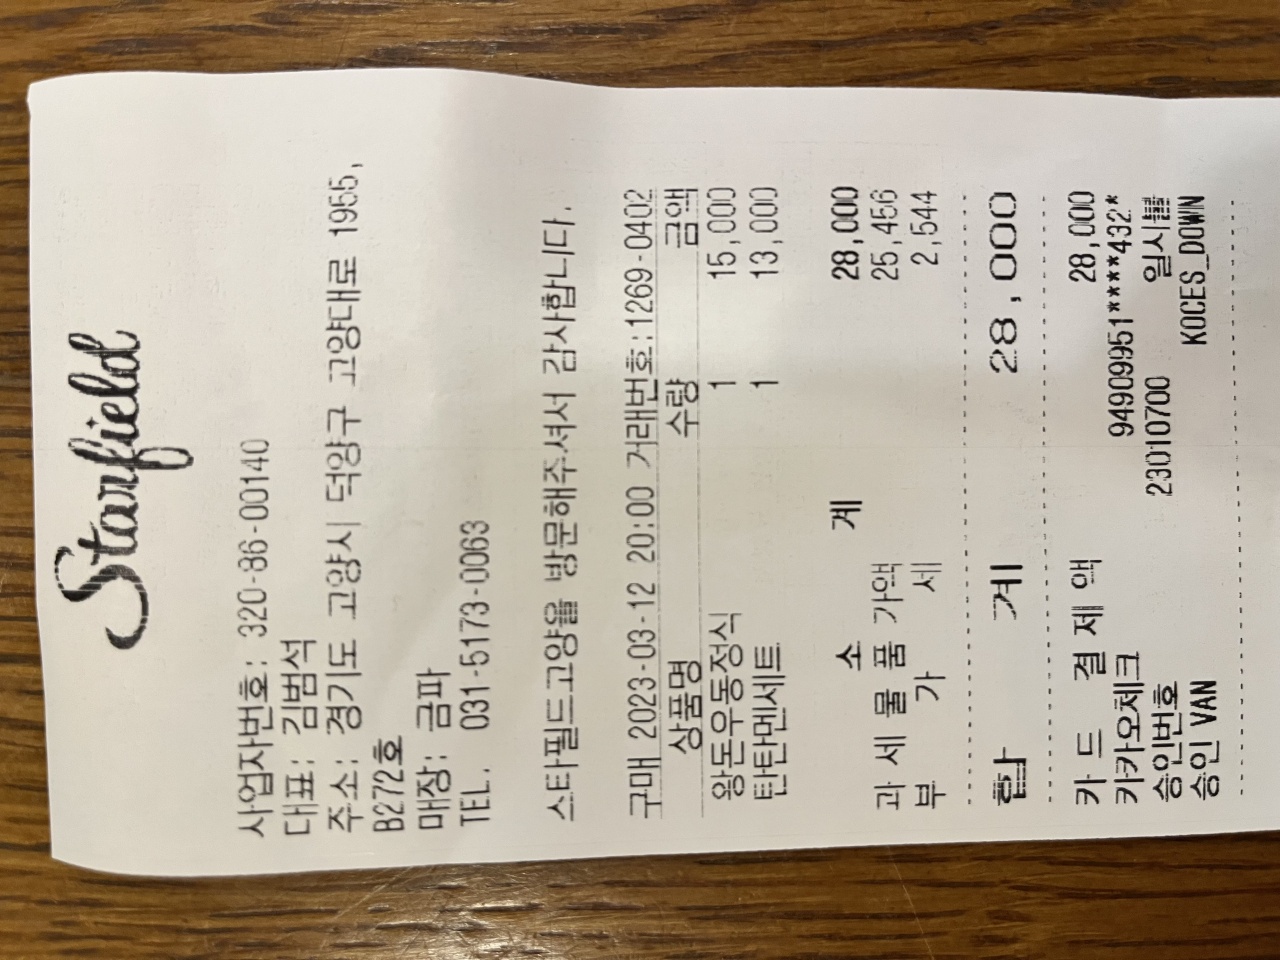 Starfield
사업자번호: 320-86-00140
대표: 김범석
주소: 경기도 고양시 덕양구 고양대로 1955,
B272호
매장: 금파
TEL. 031-5173-0063
스타필드고양을 방문해주셔서 감사합니다.
구매 2023-03-12 20:00 거래번호:1269-0402
상품명 수량 금액
왕돈우동정식 1 15,000
탄탄멘세트 1 13,000
소 계 28,000
과 세 물 품 가액 25,456
부 가 세 2,544
합 계 28,000
카 드 결 제 액 28,000
카카오체크 94909951****432*
승인번호 23010700 일시불
승인 VAN KOCES_DOWN